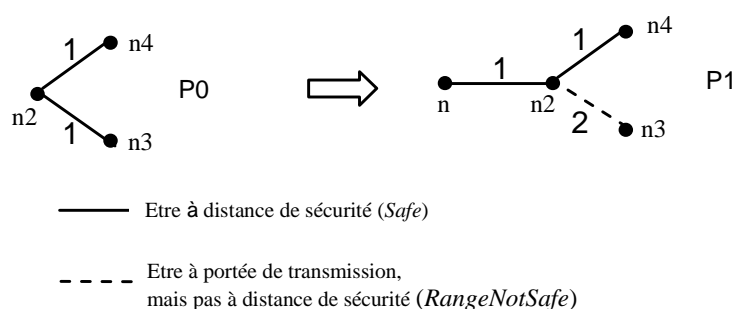 1
n4
P0
n2
1
n3
1
n
1
n4
P1
n2
2
n3
Etre à distance de sécurité (Safe)
Etre à portée de transmission,
mais pas à distance de sécurité (RangeNotSafe)